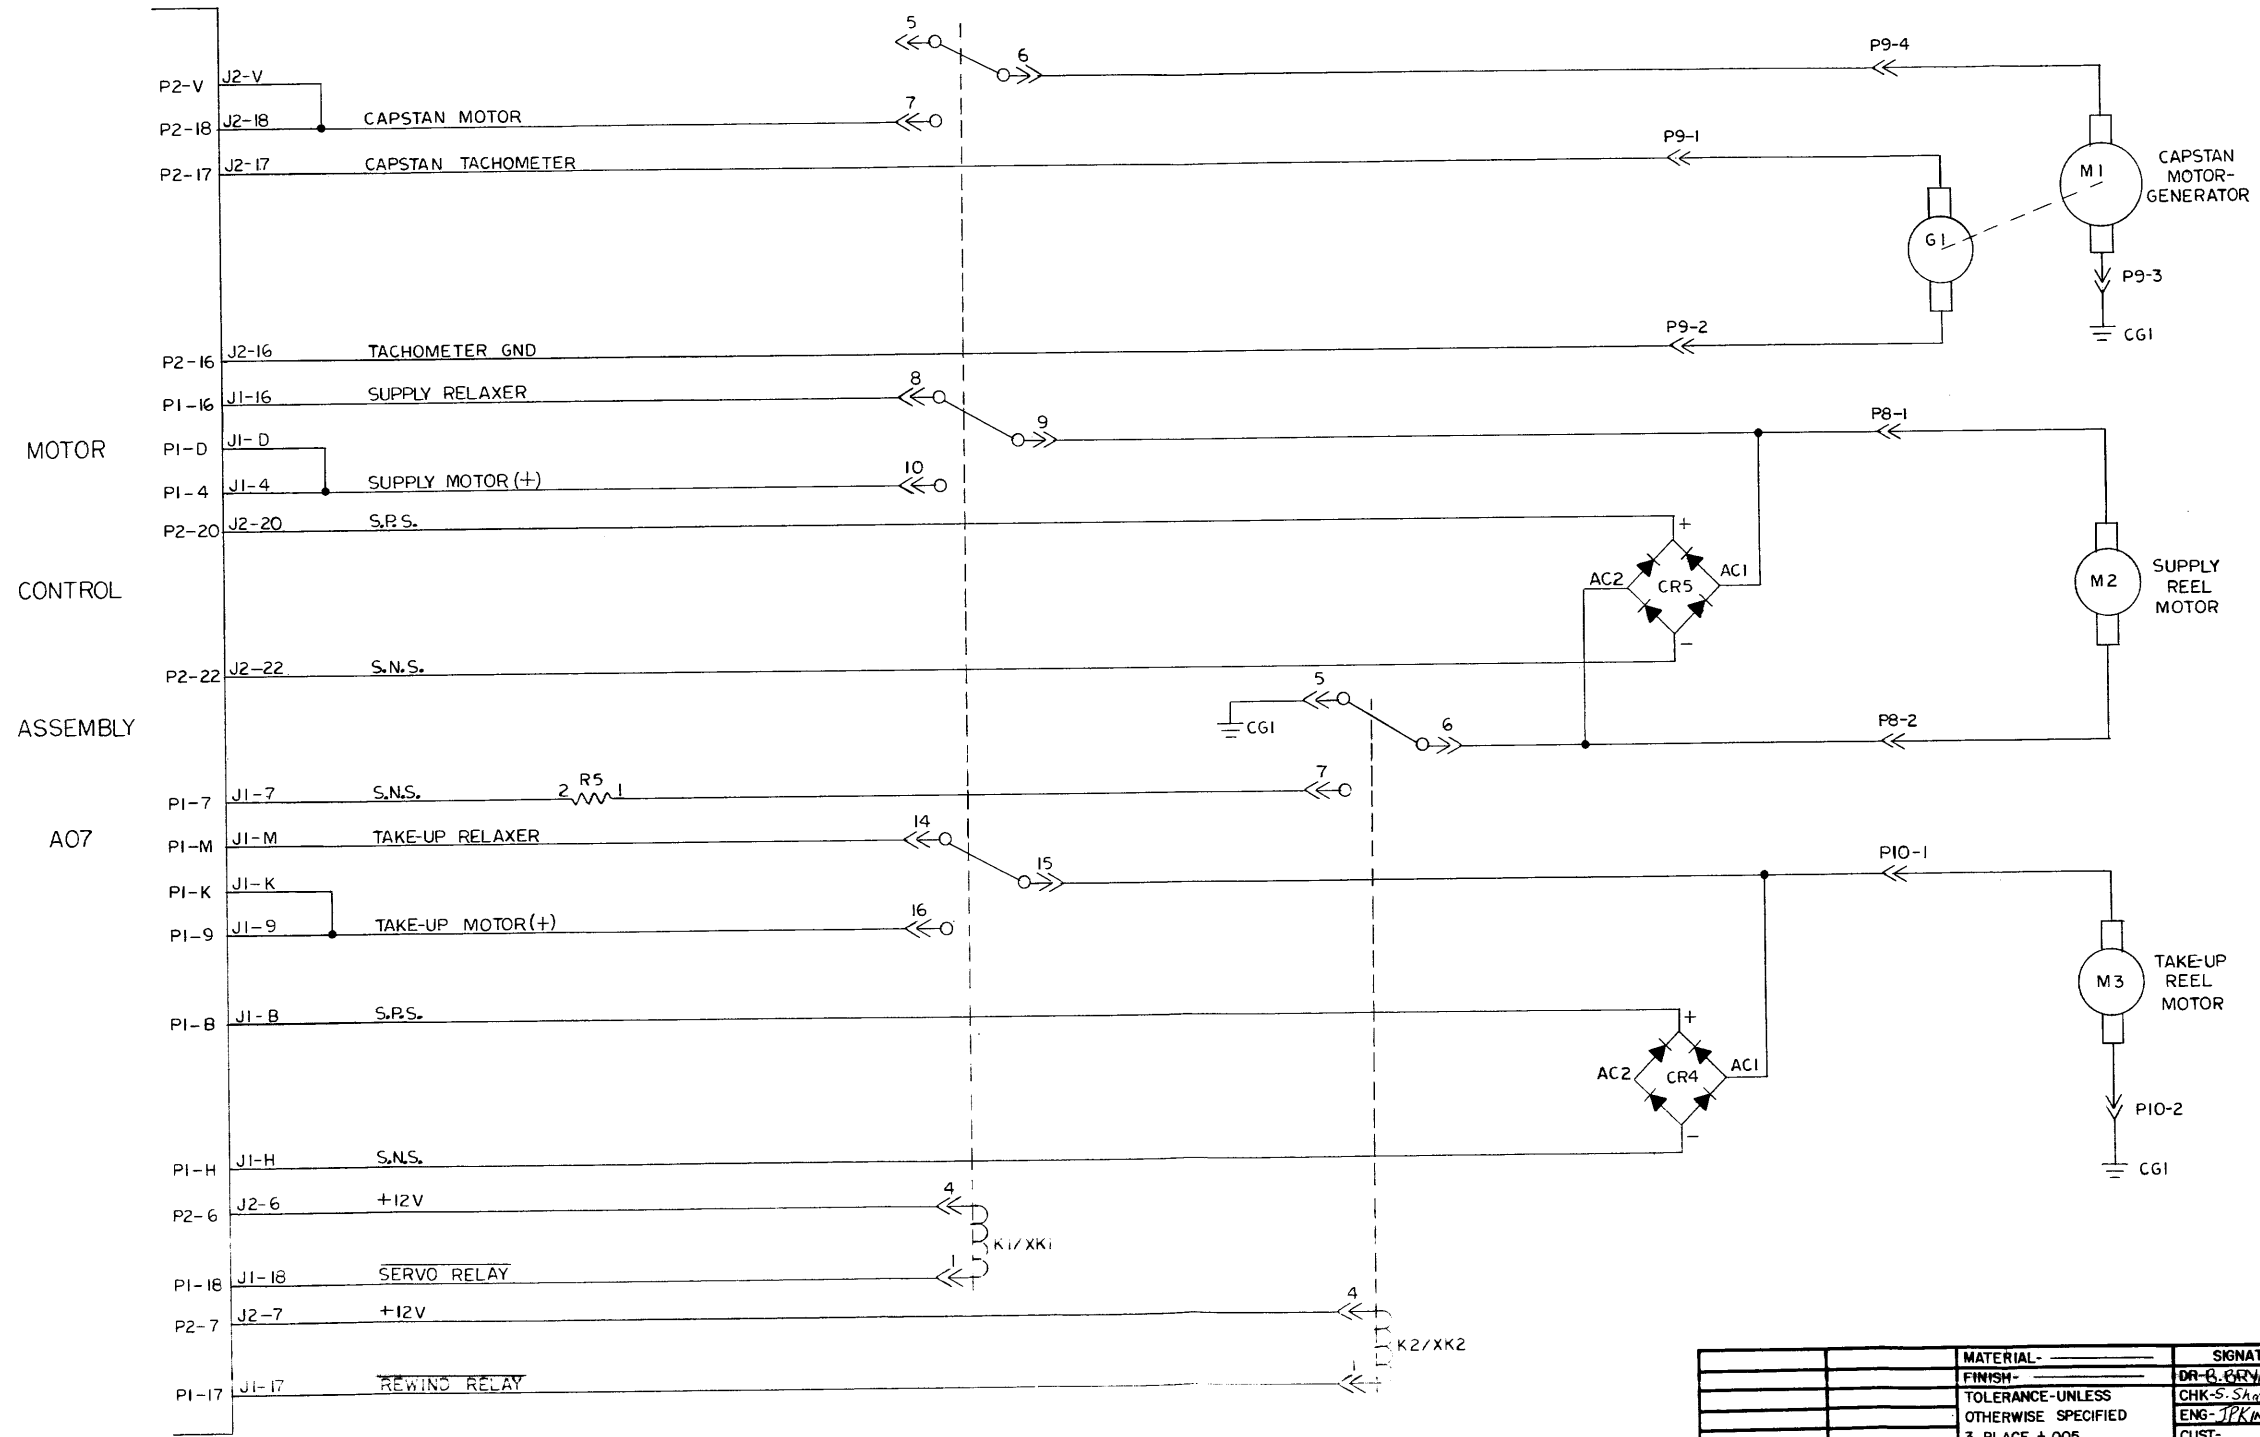 5
6
P9-4
P2-V J2-V
P2-18 J2-18 CAPSTAN MOTOR 7
P2-17 J2-17 CAPSTAN TACHOMETER
P9-1
M1
CAPSTAN
MOTOR-
GENERATOR
G1
P9-3
CG1
P9-2
P2-16 J2-16 TACHOMETER GND
P1-16 J1-16 SUPPLY RELAXER 8
9
P8-1
MOTOR
P1-D J1-D
P1-4 J1-4 SUPPLY MOTOR (+) 10
P2-20 J2-20 S.P.S.
+
AC2 CR5 AC1
-
M2
SUPPLY
REEL
MOTOR
CONTROL
P2-22 J2-22 S.N.S.
5
CG1
6
P8-2
ASSEMBLY
P1-7 J1-7 S.N.S. 2 R5 1 7
A07
P1-M J1-M TAKE-UP RELAXER 14
15
P10-1
P1-K J1-K
P1-9 J1-9 TAKE-UP MOTOR (+) 16
M3
TAKE-UP
REEL
MOTOR
P1-B J1-B S.P.S.
+
AC2 CR4 AC1
-
P10-2
CG1
P1-H J1-H S.N.S.
P2-6 J2-6 +12V 4
K1/XK1
P1-18 J1-18 SERVO RELAY 1
P2-7 J2-7 +12V 4
K2/XK2
P1-17 J1-17 REWIND RELAY 1
MATERIAL-
FINISH-
TOLERANCE-UNLESS
OTHERWISE SPECIFIED
3 PLACE ±.005
DR-
CHK-
ENG-
CUST-